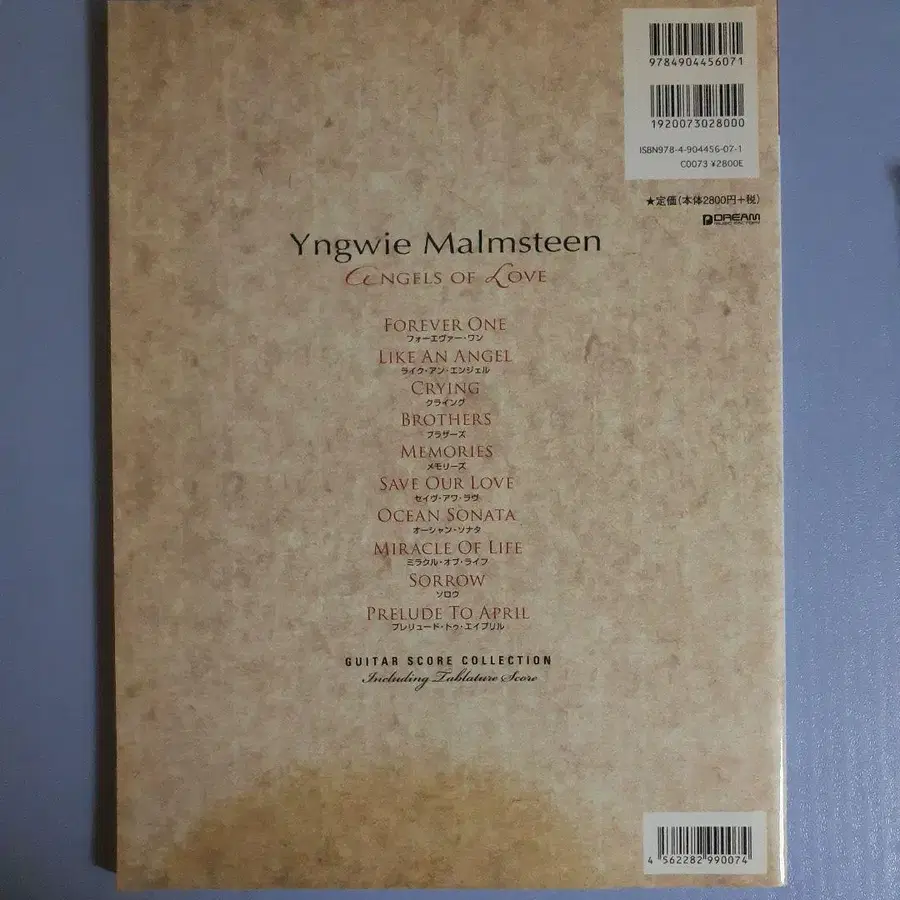 9784904456071
1920073028000
ISBN978-4-904456-07-1
C0073 ¥2800E
★定価(本体2800円+税)
DREAM
MUSIC FACTORY
Yngwie Malmsteen
ANGELS OF LOVE
FOREVER ONE
フォーエヴァー・ワン
LIKE AN ANGEL
ライク・アン・エンジェル
CRYING
クライング
BROTHERS
ブラザーズ
MEMORIES
メモリーズ
SAVE OUR LOVE
セイヴ・アワ・ラヴ
OCEAN SONATA
オーシャン・ソナタ
MIRACLE OF LIFE
ミラクル・オブ・ライフ
SORROW
ソロウ
PRELUDE TO APRIL
プレリュード・トゥ・エイプリル
GUITAR SCORE COLLECTION
Including Tablature Score
4 562282 990074